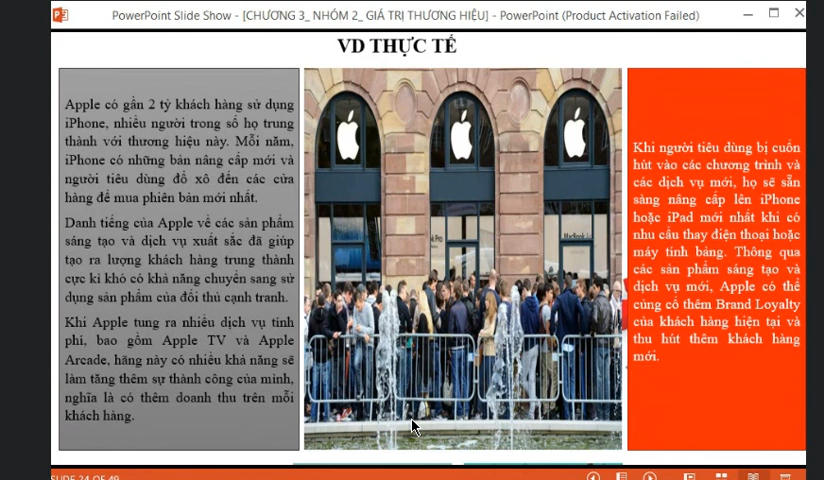 PowerPoint Slide Show - [CHƯƠNG 3_ NHÓM 2_ GIÁ TRỊ THƯƠNG HIỆU] - PowerPoint (Product Activation Failed)
VD THỰC TẾ
Apple có gần 2 tỷ khách hàng sử dụng
iPhone, nhiều người trong số họ trung
thành với thương hiệu này. Mỗi năm,
iPhone có những bản nâng cấp mới và
người tiêu dùng đổ xô đến các cửa
hàng để mua phiên bản mới nhất.
Danh tiếng của Apple về các sản phẩm
sáng tạo và dịch vụ xuất sắc đã giúp
tạo ra lượng khách hàng trung thành
cực kì khó có khả năng chuyển sang sử
dụng sản phẩm của đối thủ cạnh tranh.
Khi Apple tung ra nhiều dịch vụ tính
phí, bao gồm Apple TV và Apple
Arcade, hãng này có nhiều khả năng sẽ
làm tăng thêm sự thành công của mình,
nghĩa là có thêm doanh thu trên mỗi
khách hàng.
Khi người tiêu dùng bị cuốn
hút vào các chương trình và
các dịch vụ mới, họ sẽ sẵn
sàng nâng cấp lên iPhone
hoặc iPad mới nhất khi có
nhu cầu thay điện thoại hoặc
máy tính bảng. Thông qua
các sản phẩm sáng tạo và
dịch vụ mới, Apple có thể
củng cố thêm Brand Loyalty
của khách hàng hiện tại và
thu hút thêm khách hàng
mới.
SLIDE 24 OF 49